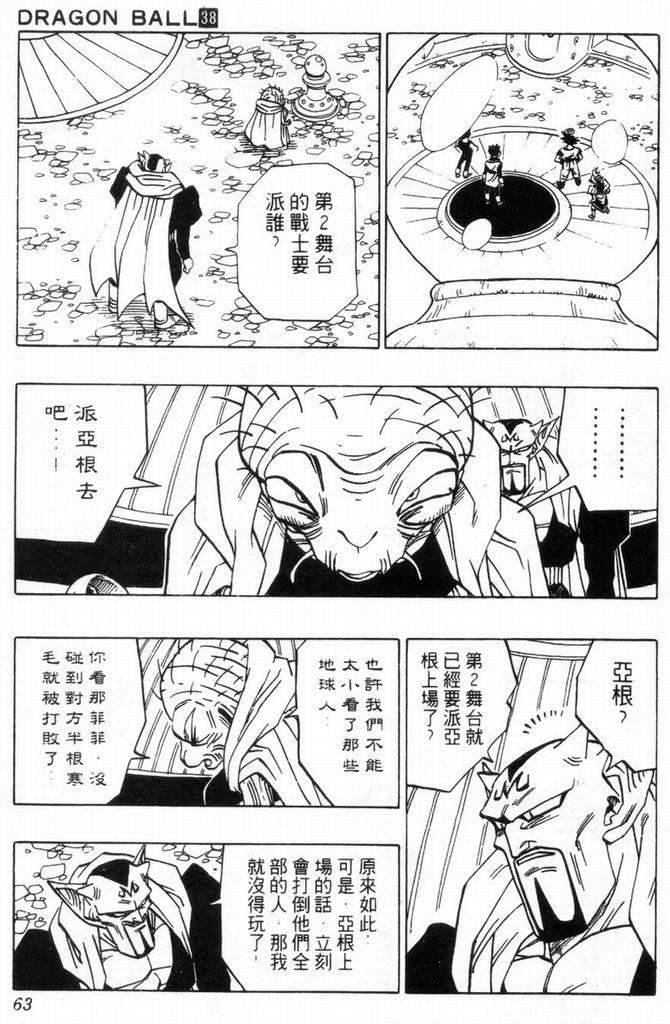 DRAGON BALL 38
第2舞台
的戰士要
派誰?
⋯⋯⋯⋯
派亞根去
吧⋯!
亞根?
第2舞台就
已經要派亞
根上場了?
也許我們不能
太小看了那些
地球人⋯
你看那菲菲.沒
碰到對方半根寒
毛就被打敗了⋯
原來如此⋯
可是.亞根上
場的話.立刻
會打倒他們全
部的人.那我
就沒得玩了!
63